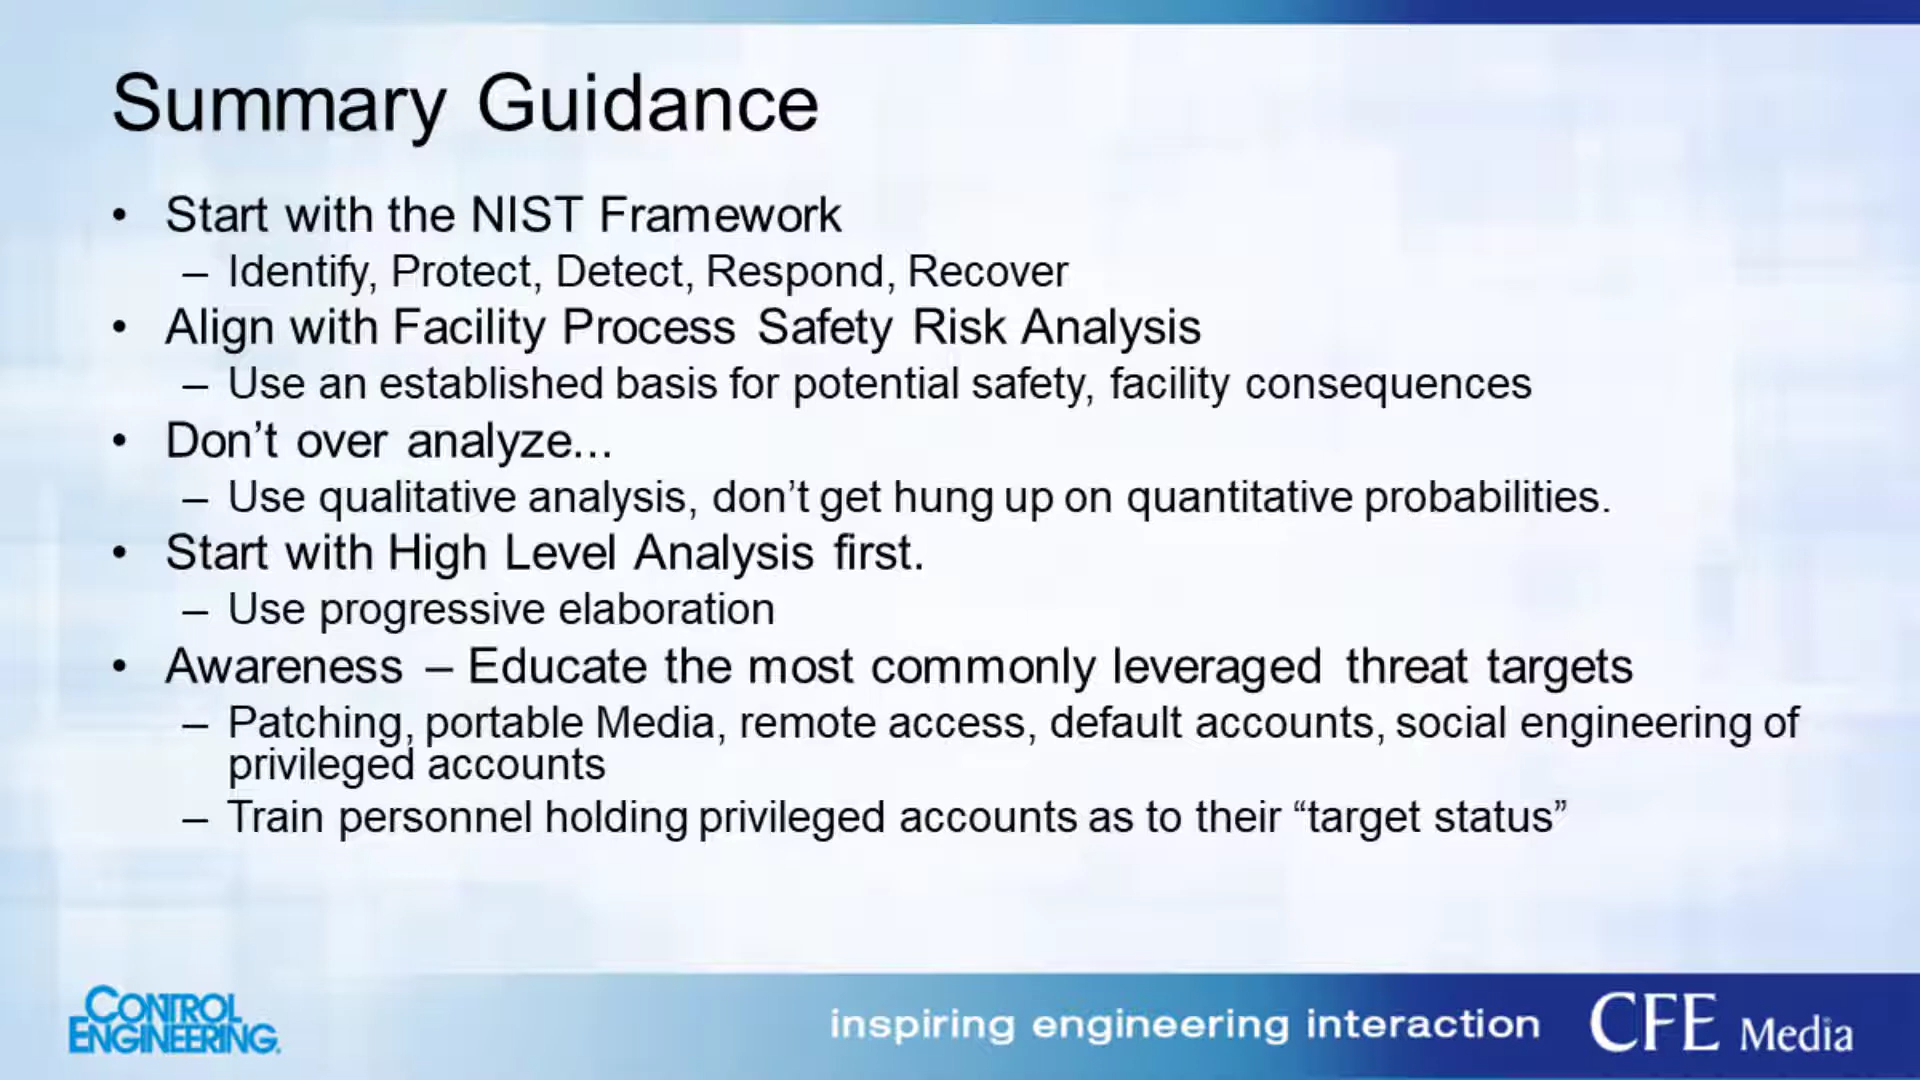 Summary Guidance
• Start with the NIST Framework
– Identify, Protect, Detect, Respond, Recover
• Align with Facility Process Safety Risk Analysis
– Use an established basis for potential safety, facility consequences
• Don’t over analyze...
– Use qualitative analysis, don’t get hung up on quantitative probabilities.
• Start with High Level Analysis first.
– Use progressive elaboration
• Awareness – Educate the most commonly leveraged threat targets
– Patching, portable Media, remote access, default accounts, social engineering of
privileged accounts
– Train personnel holding privileged accounts as to their “target status”
CONTROL
ENGINEERING.
inspiring engineering interaction
CFE Media